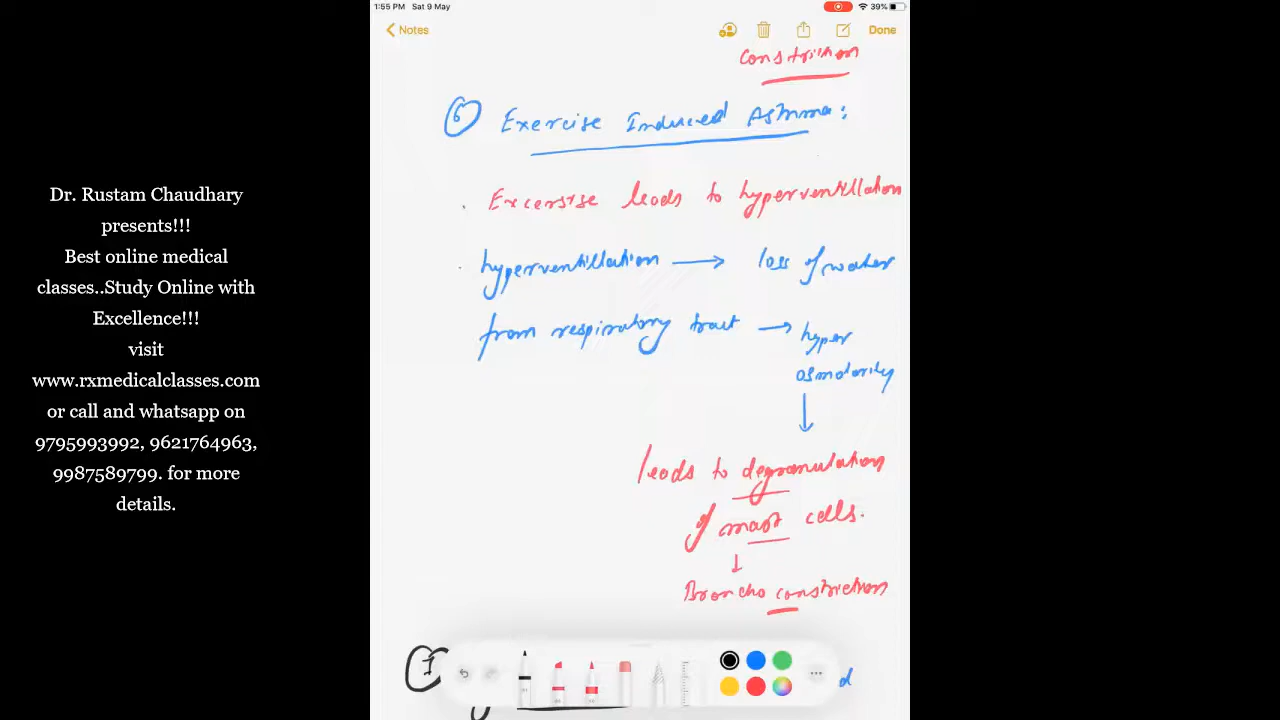 1:55 PM Sat 9 May
39%
Notes
Done
Constrition
6 Exercise Induced Asthma:
Dr. Rustam Chaudhary
presents!!!
Best online medical
classes..Study Online with
Excellence!!!
visit
www.rxmedicalclasses.com
or call and whatsapp on
9795993992, 9621764963,
9987589799. for more
details.
Excersise leads to hyperventillation
hyperventillation → loss of water
from respiratory tract → hyper
osmolarity
↓
leads to degranulation
of mast cells.
↓
Broncho constriction